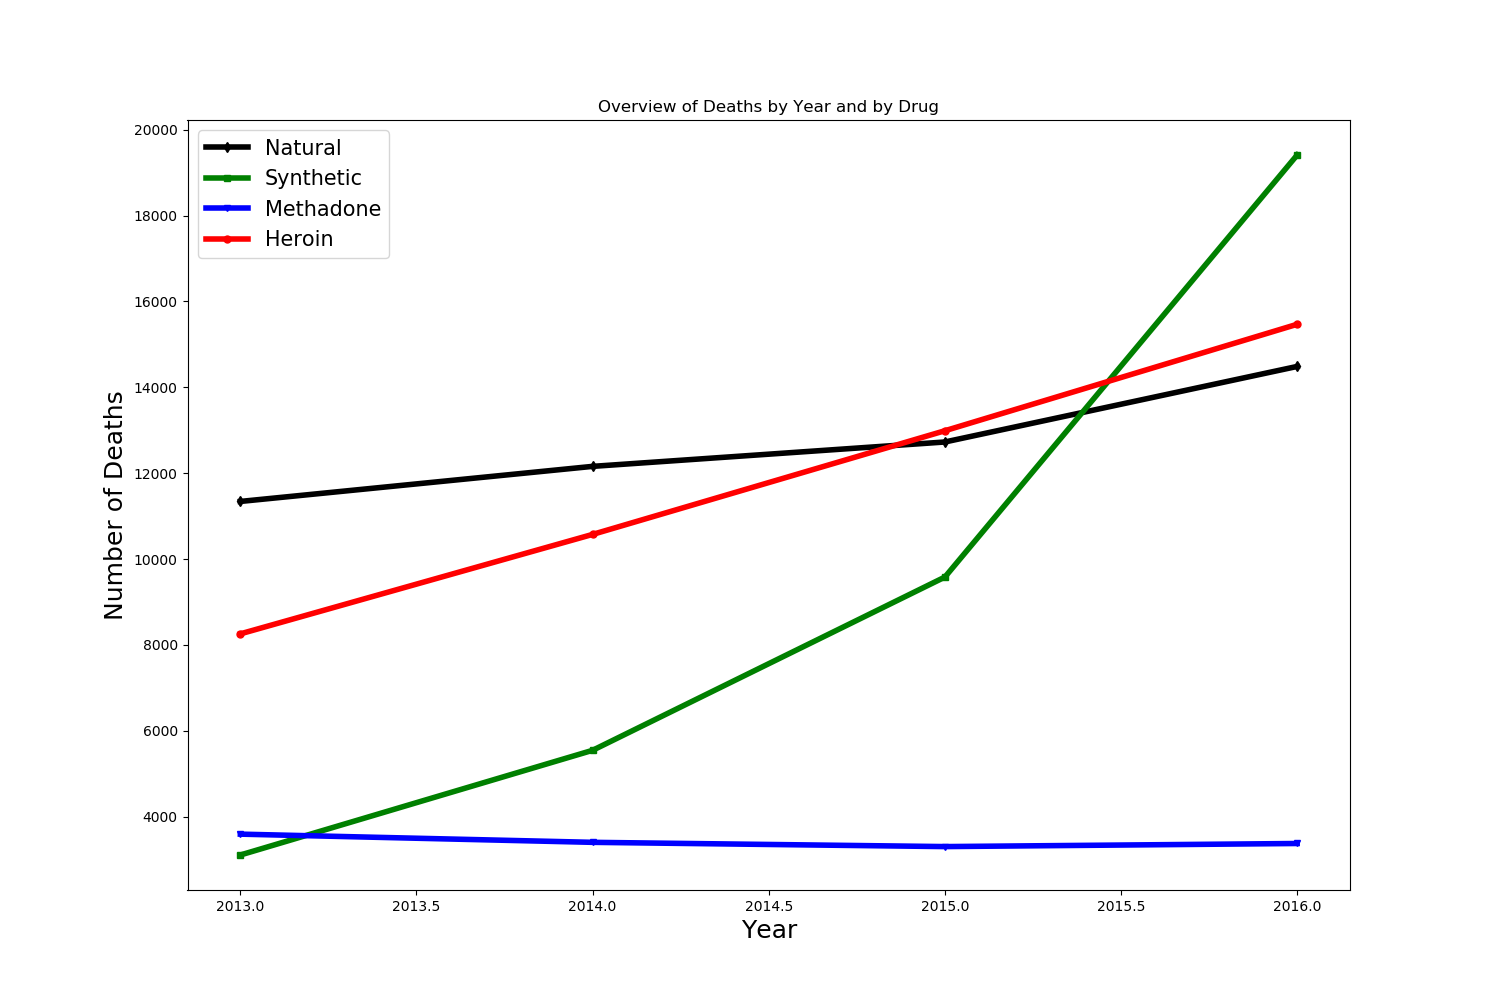 Overview of Deaths by Year and by Drug
Natural
Synthetic
Methadone
Heroin
Number of Deaths
20000
18000
16000
14000
12000
10000
8000
6000
4000
2013.0 2013.5 2014.0 2014.5 2015.0 2015.5 2016.0
Year